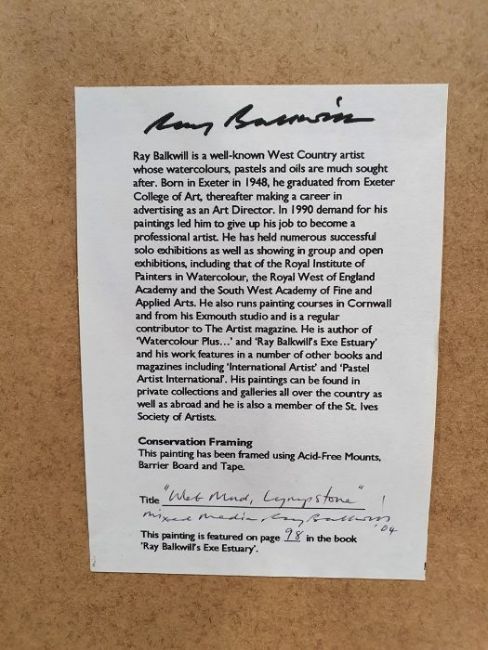 Ray Balkwill
Ray Balkwill is a well-known West Country artist
whose watercolours, pastels and oils are much sought
after. Born in Exeter in 1948, he graduated from Exeter
College of Art, thereafter making a career in
advertising as an Art Director. In 1990 demand for his
paintings led him to give up his job to become a
professional artist. He has held numerous successful
solo exhibitions as well as showing in group and open
exhibitions, including that of the Royal Institute of
Painters in Watercolour, the Royal West of England
Academy and the South West Academy of Fine and
Applied Arts. He also runs painting courses in Cornwall
and from his Exmouth studio and is a regular
contributor to The Artist magazine. He is author of
'Watercolour Plus...' and 'Ray Balkwill's Exe Estuary'
and his work features in a number of other books and
magazines including 'International Artist' and 'Pastel
Artist International'. His paintings can be found in
private collections and galleries all over the country as
well as abroad and he is also a member of the St. Ives
Society of Artists.
Conservation Framing
This painting has been framed using Acid-Free Mounts,
Barrier Board and Tape.
Title "Wet Mud, Lympstone"
mixed media, Ray Balkwill '04
This painting is featured on page 98 in the book
'Ray Balkwill's Exe Estuary'.